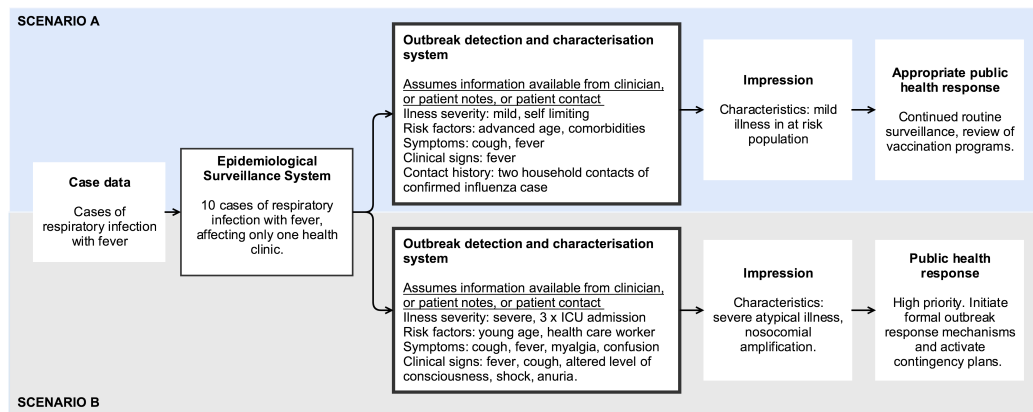 SCENARIO A
Case data
Cases of
respiratory infection
with fever
Epidemiological
Surveillance System
10 cases of respiratory
infection with fever,
affecting only one health
clinic.
Outbreak detection and characterisation
system
Assumes information available from clinician,
or patient notes, or patient contact
Illness severity: mild, self limiting
Risk factors: advanced age, comorbidities
Symptoms: cough, fever
Clinical signs: fever
Contact history: two household contacts of
confirmed influenza case
Impression
Characteristics: mild
illness in at risk
population
Appropriate public
health response
Continued routine
surveillance, review of
vaccination programs.
Outbreak detection and characterisation
system
Assumes information available from clinician,
or patient notes, or patient contact
Illness severity: severe, 3 x ICU admission
Risk factors: young age, health care worker
Symptoms: cough, fever, myalgia, confusion
Clinical signs: fever, cough, altered level of
consciousness, shock, anuria.
Impression
Characteristics:
severe atypical illness,
nosocomial
amplification.
Public health
response
High priority. Initiate
formal outbreak
response mechanisms
and activate
contingency plans.
SCENARIO B